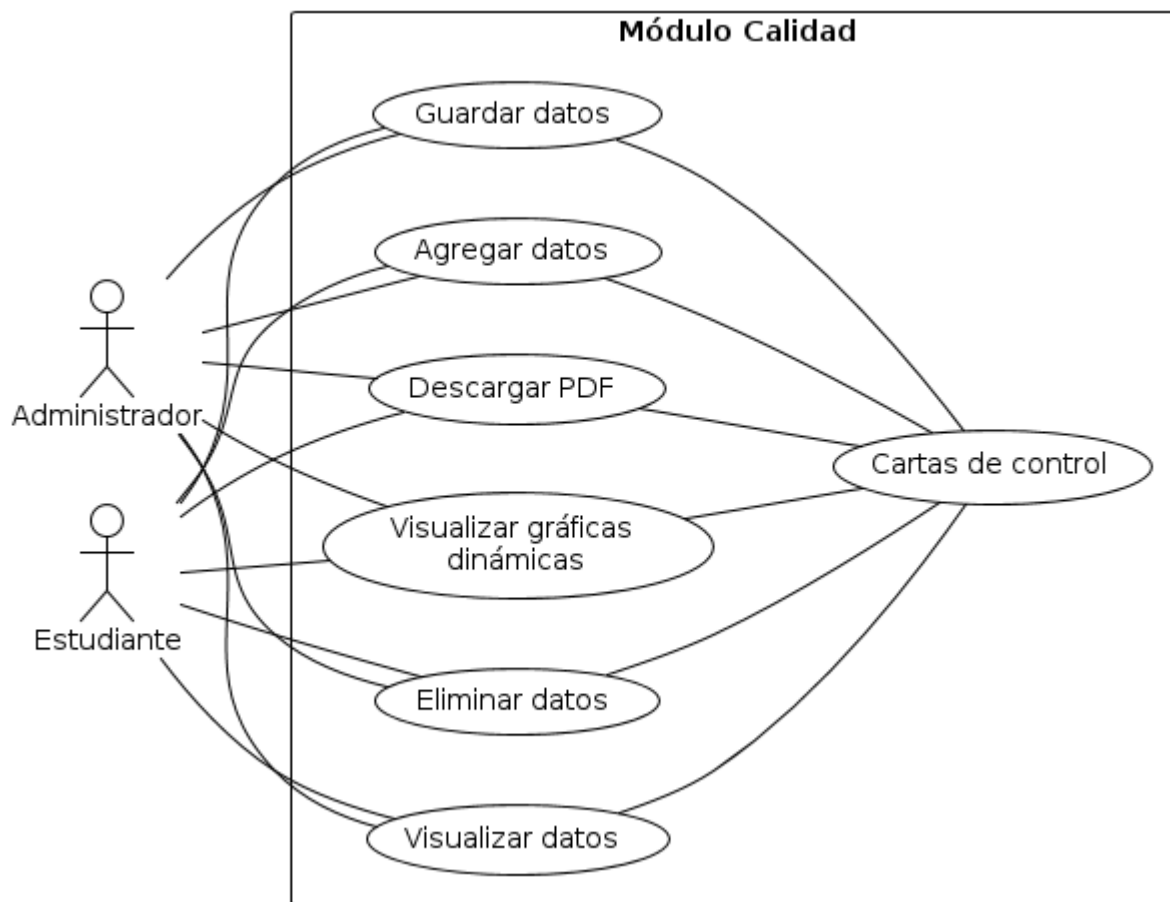 Módulo Calidad
Guardar datos
Agregar datos
Descargar PDF
Administrador
Cartas de control
Visualizar gráficas
dinámicas
Estudiante
Eliminar datos
Visualizar datos